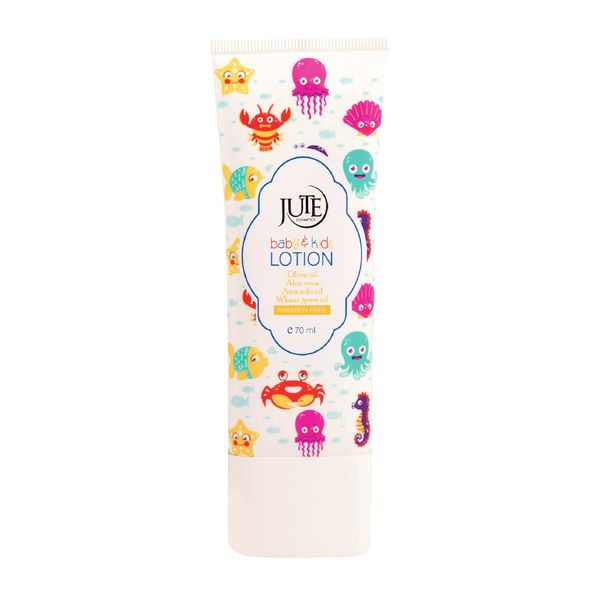 JUTE
COSMETICS
baby & kids
LOTION
Olive oil
Aloe vera
Avocado oil
Wheat germ oil
PARABEN FREE
e 70 ml